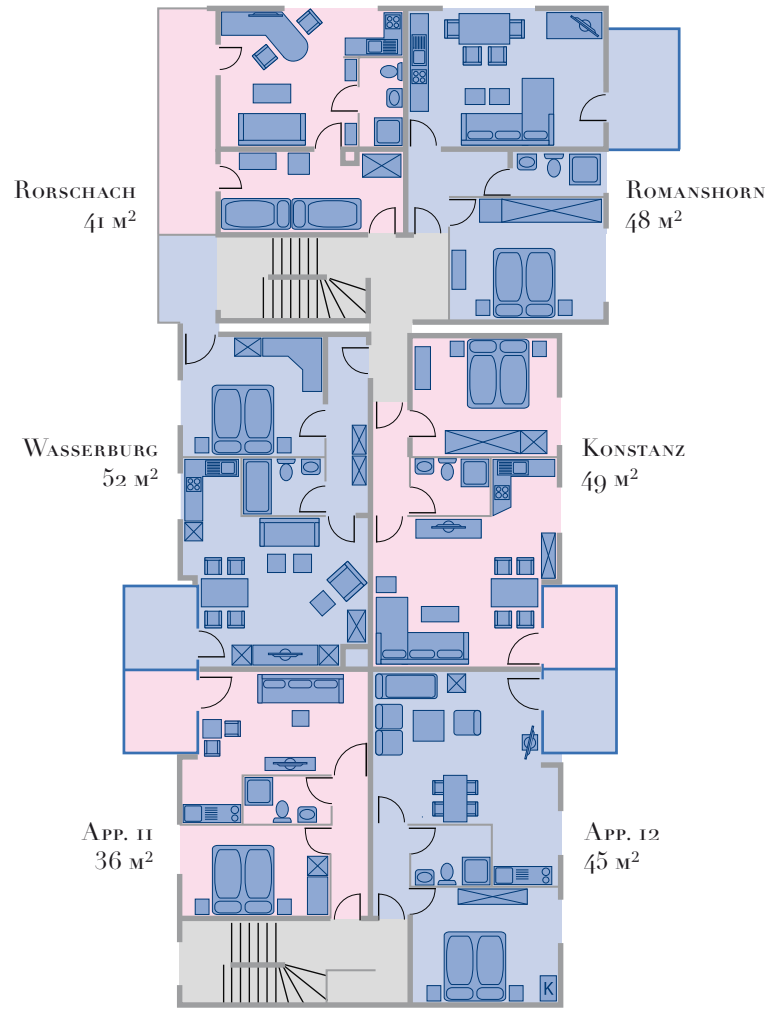 Rorschach
41 m²
Romanshorn
48 m²
Wasserburg
52 m²
Konstanz
49 m²
App. 11
36 m²
App. 12
45 m²
K